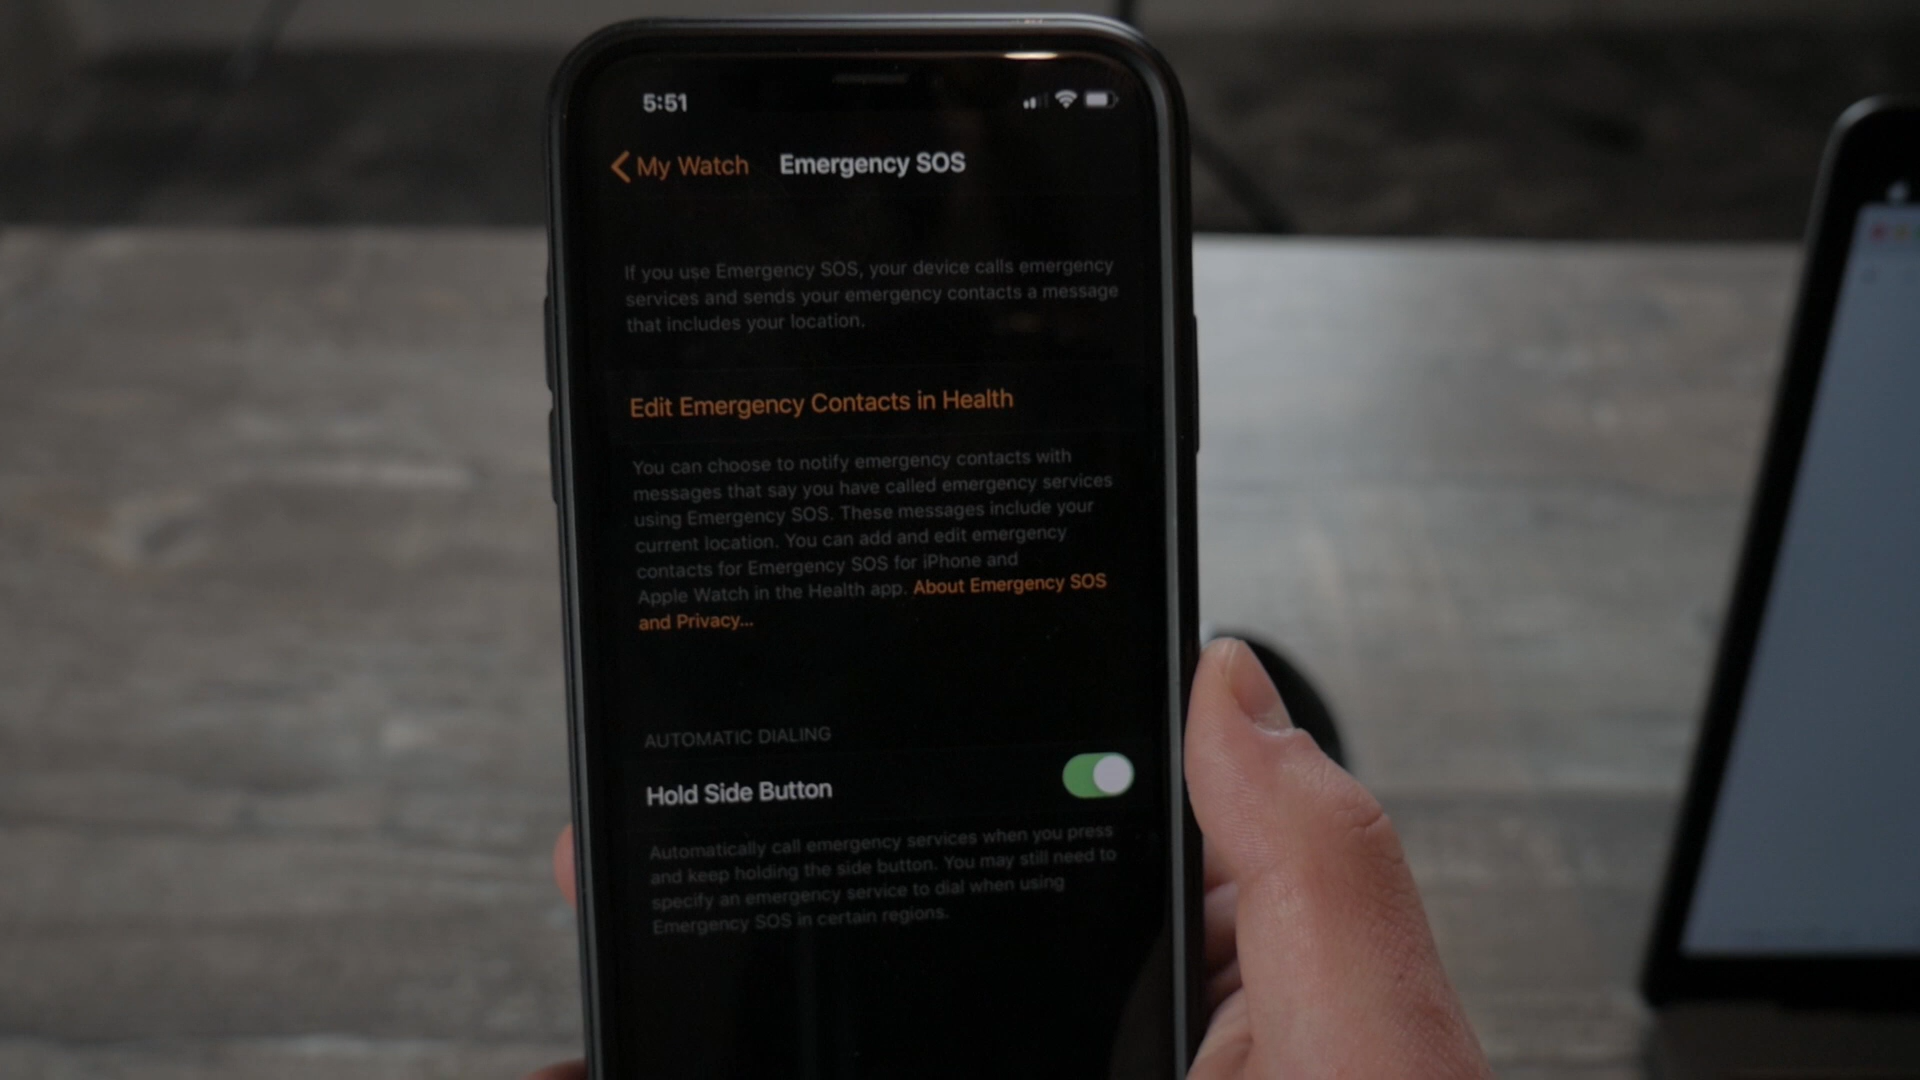 5:51
My Watch Emergency SOS
If you use Emergency SOS, your device calls emergency
services and sends your emergency contacts a message
that includes your location.
Edit Emergency Contacts in Health
You can choose to notify emergency contacts with
messages that say you have called emergency services
using Emergency SOS. These messages include your
current location. You can add and edit emergency
contacts for Emergency SOS for iPhone and
Apple Watch in the Health app. About Emergency SOS
and Privacy...
AUTOMATIC DIALING
Hold Side Button
Automatically call emergency services when you press
and keep holding the side button. You may still need to
specify an emergency service to dial when using
Emergency SOS in certain regions.